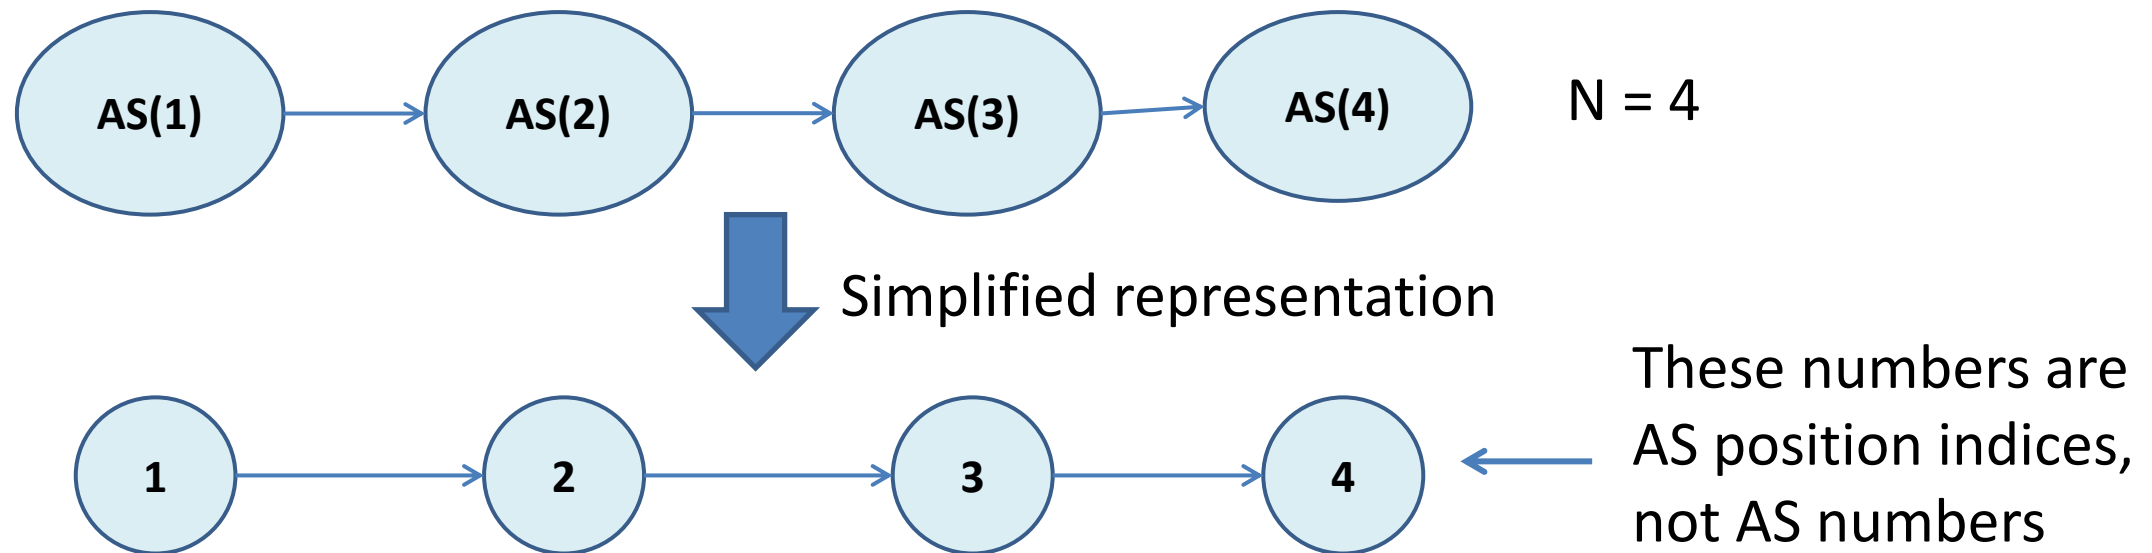 AS(1) AS(2) AS(3) AS(4) N = 4
Simplified representation
1 2 3 4
These numbers are
AS position indices,
not AS numbers